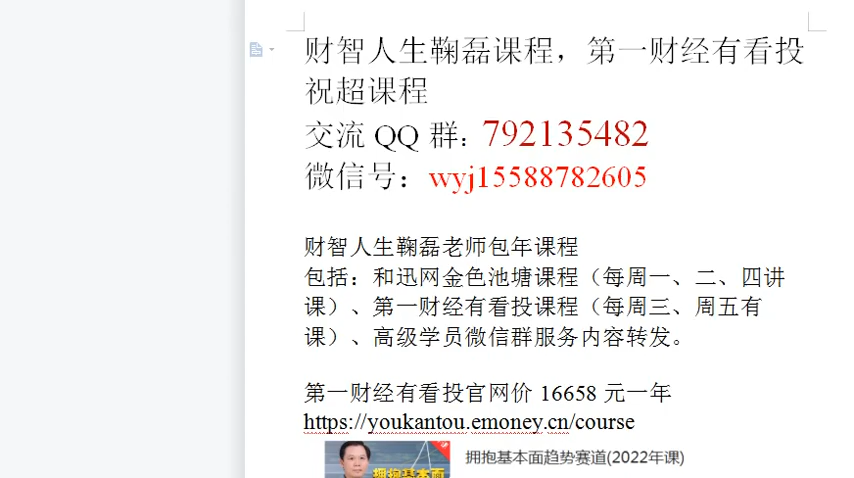 财智人生鞠磊课程，第一财经有看投
祝超课程
交流 QQ 群：792135482
微信号：wyj15588782605
财智人生鞠磊老师包年课程
包括：和迅网金色池塘课程（每周一、二、四讲
课）、第一财经有看投课程（每周三、周五有
课）、高级学员微信群服务内容转发。
第一财经有看投官网价 16658 元一年
https://youkantou.emoney.cn/course
拥抱基本面趋势赛道(2022年课)
拥抱基本面